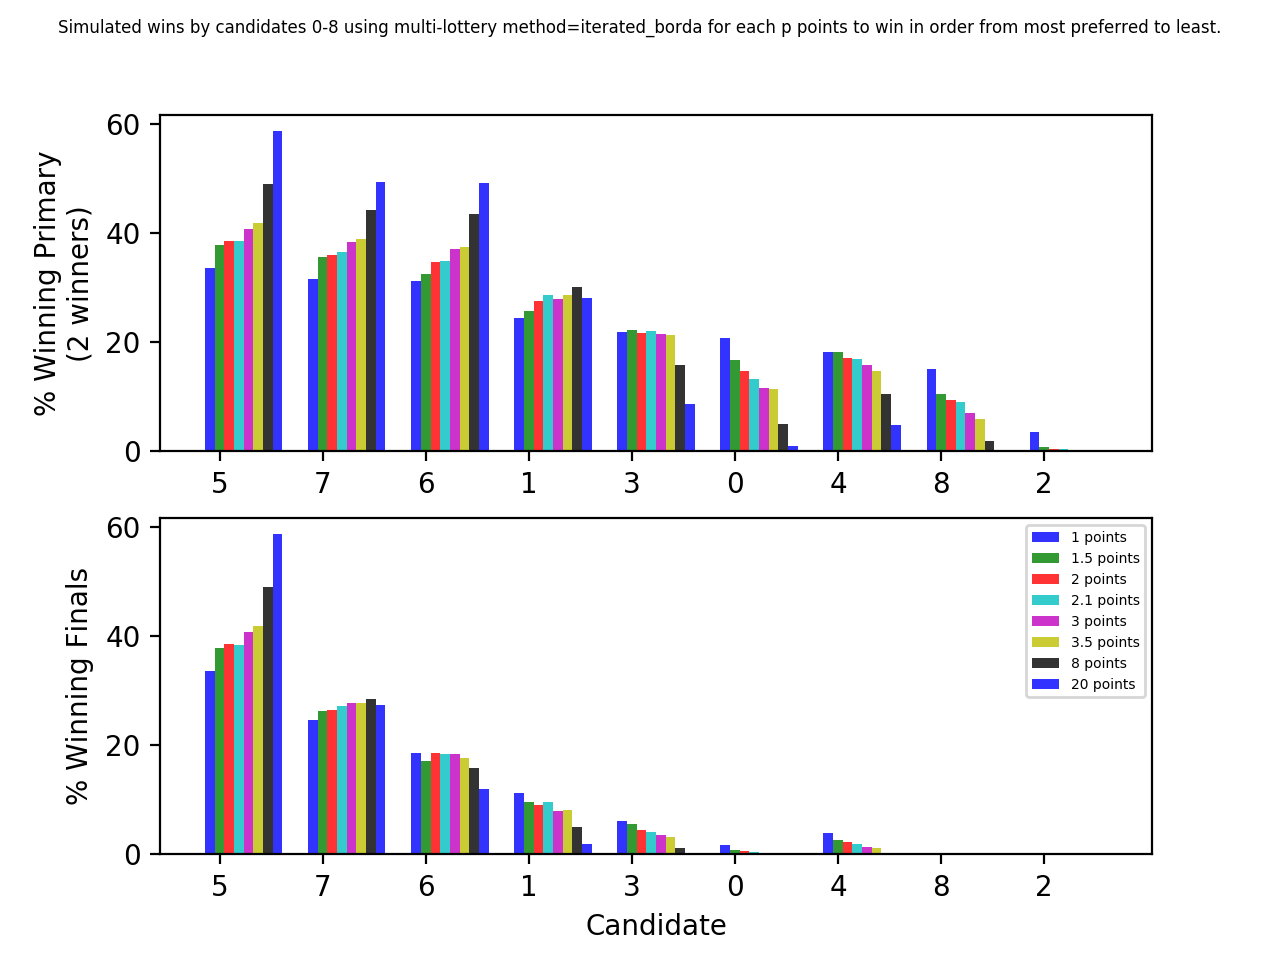 Simulated wins by candidates 0-8 using multi-lottery method=iterated_borda for each p points to win in order from most preferred to least.
% Winning Primary
(2 winners)
60
40
20
0
5 7 6 1 3 0 4 8 2
% Winning Finals
60
40
20
0
1 points
1.5 points
2 points
2.1 points
3 points
3.5 points
8 points
20 points
5 7 6 1 3 0 4 8 2
Candidate